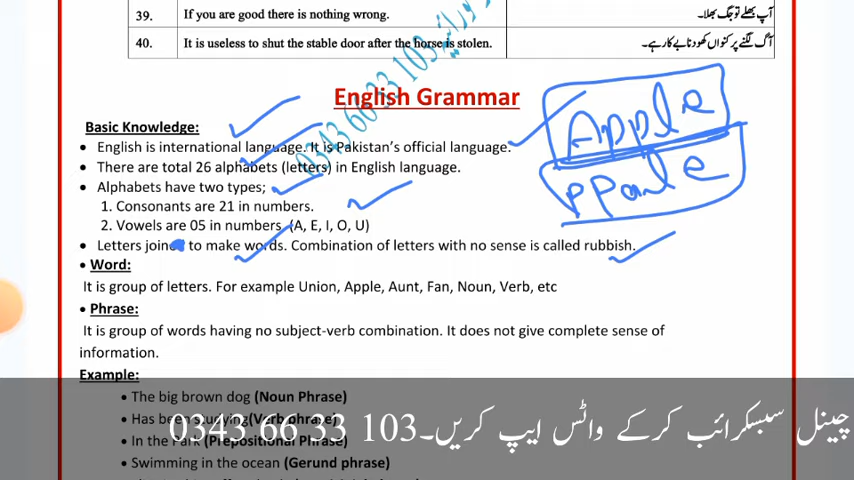 39. If you are good there is nothing wrong. آپ بھلے تو جگ بھلا۔
40. It is useless to shut the stable door after the horse is stolen. آگ لگنے پر کنواں کھودنا بے کار ہے۔
0343 66 33 103
English Grammar
Apple
ppale
Basic Knowledge:
• English is international language. It is Pakistan's official language.
• There are total 26 alphabets (letters) in English language.
• Alphabets have two types;
1. Consonants are 21 in numbers.
2. Vowels are 05 in numbers (A, E, I, O, U)
• Letters joine to make words. Combination of letters with no sense is called rubbish.
• Word:
It is group of letters. For example Union, Apple, Aunt, Fan, Noun, Verb, etc
• Phrase:
It is group of words having no subject-verb combination. It does not give complete sense of
information.
Example:
• The big brown dog (Noun Phrase)
• Has been studying(Verb phrase)
• In the Park (Prepositional Phrase)
• Swimming in the ocean (Gerund phrase)
چینل سبسکرائب کرکے واٹس ایپ کریں۔103 33 66 0343